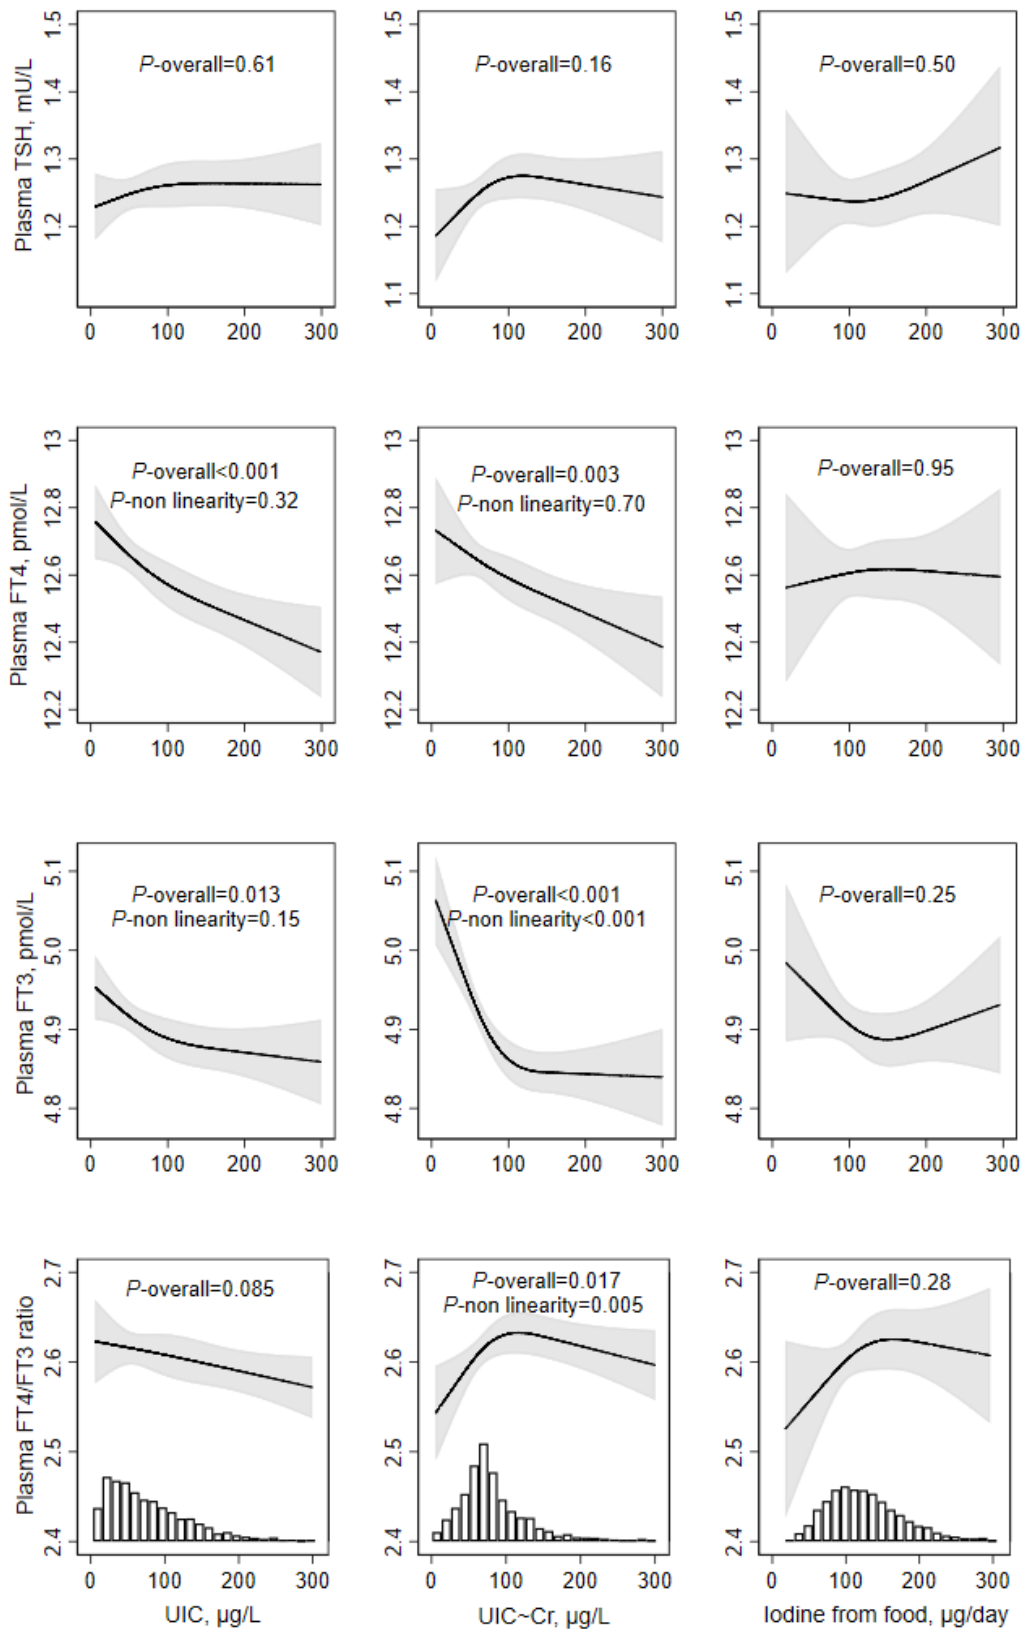 Plasma TSH, mU/L
1.5
1.4
1.3
1.2
1.1
P-overall=0.61
0 100 200 300
1.5
1.4
1.3
1.2
1.1
P-overall=0.16
0 100 200 300
1.5
1.4
1.3
1.2
1.1
P-overall=0.50
0 100 200 300
Plasma FT4, pmol/L
13
12.8
12.6
12.4
12.2
P-overall<0.001
P-non linearity=0.32
0 100 200 300
13
12.8
12.6
12.4
12.2
P-overall=0.003
P-non linearity=0.70
0 100 200 300
13
12.8
12.6
12.4
12.2
P-overall=0.95
0 100 200 300
Plasma FT3, pmol/L
5.1
5.0
4.9
4.8
P-overall=0.013
P-non linearity=0.15
0 100 200 300
5.1
5.0
4.9
4.8
P-overall<0.001
P-non linearity<0.001
0 100 200 300
5.1
5.0
4.9
4.8
P-overall=0.25
0 100 200 300
Plasma FT4/FT3 ratio
2.7
2.6
2.5
2.4
P-overall=0.085
0 100 200 300
UIC, µg/L
2.7
2.6
2.5
2.4
P-overall=0.017
P-non linearity=0.005
0 100 200 300
UIC~Cr, µg/L
2.7
2.6
2.5
2.4
P-overall=0.28
0 100 200 300
Iodine from food, µg/day